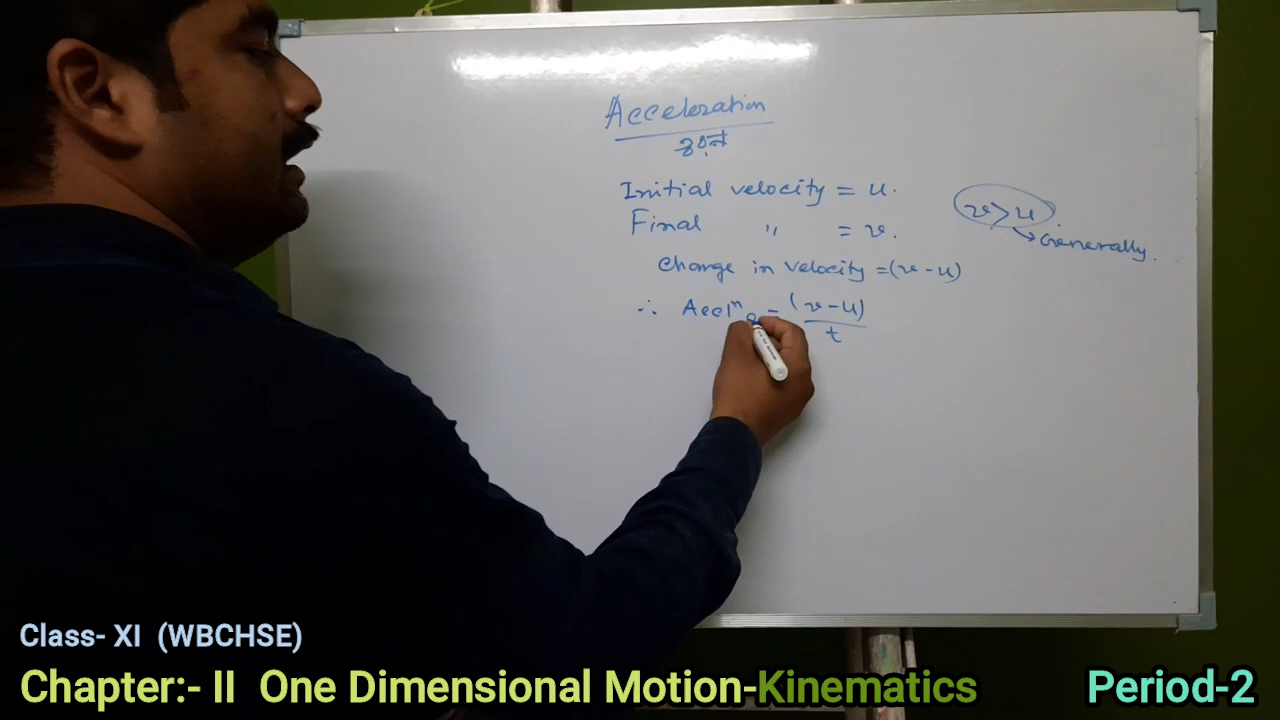 Acceleration
ত্বরণ
Initial velocity = u.
Final " = v.
v > u
→ Generally.
Change in velocity = (v - u)
∴ Acclⁿ a = (v - u)
t
Class- XI (WBCHSE)
Chapter:- II One Dimensional Motion-Kinematics
Period-2